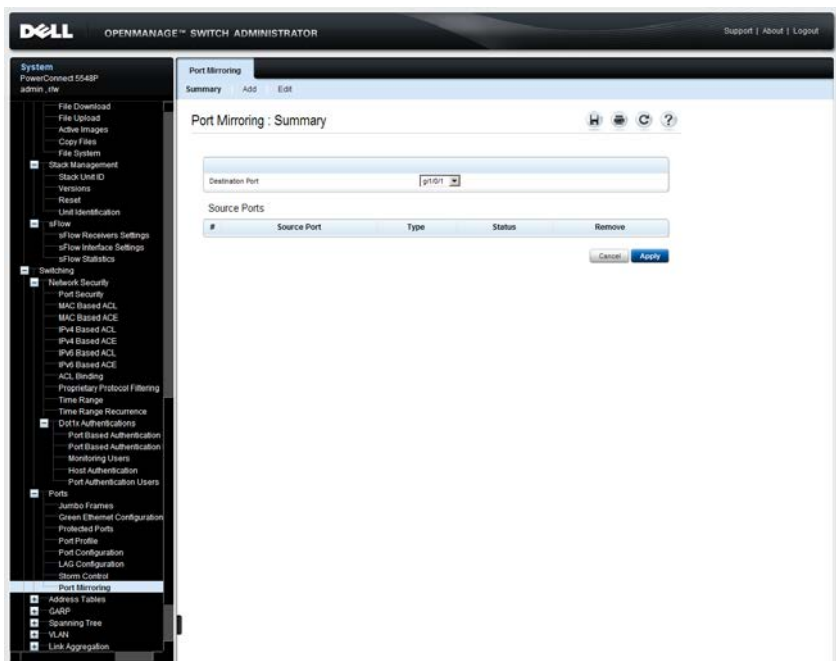 DELL OPENMANAGE™ SWITCH ADMINISTRATOR
Support | About | Logout
System
PowerConnect 5548P
admin , r/w
File Download
File Upload
Active Images
Copy Files
File System
Stack Management
Stack Unit ID
Versions
Reset
Unit Identification
sFlow
sFlow Receivers Settings
sFlow Interface Settings
sFlow Statistics
Switching
Network Security
Port Security
MAC Based ACL
MAC Based ACE
IPv4 Based ACL
IPv4 Based ACE
IPv6 Based ACL
IPv6 Based ACE
ACL Binding
Proprietary Protocol Filtering
Time Range
Time Range Recurrence
Dot1x Authentications
Port Based Authentication
Port Based Authentication
Monitoring Users
Host Authentication
Port Authentication Users
Ports
Jumbo Frames
Green Ethernet Configuration
Protected Ports
Port Profile
Port Configuration
LAG Configuration
Storm Control
Port Mirroring
Address Tables
GARP
Spanning Tree
VLAN
Link Aggregation
Port Mirroring
Summary Add Edit
Port Mirroring : Summary
Destination Port gi1/0/1
Source Ports
# Source Port Type Status Remove
Cancel Apply